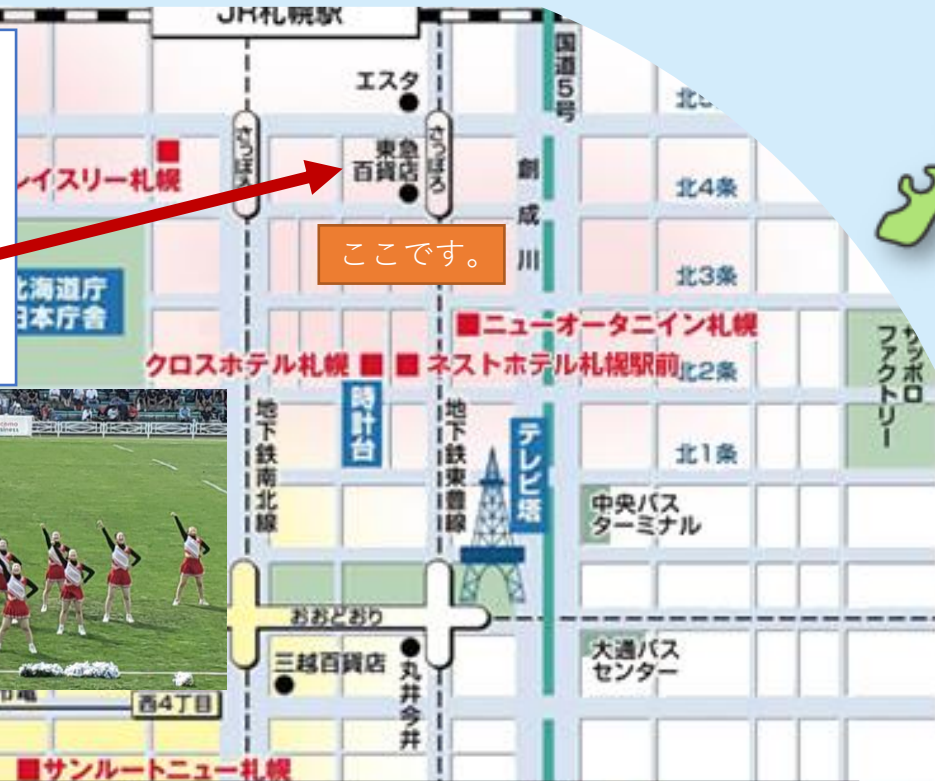 JR札幌駅
エスタ
国道5号
さっぽろ
東急
百貨店
さっぽろ
創成川
北4条
イスリー札幌
ここです。
北3条
北海道庁
日本庁舎
ニューオータニイン札幌
クロスホテル札幌
ネストホテル札幌駅前
北2条
サッポロ
ファクトリー
時計台
地下鉄南北線
地下鉄東豊線
テレビ塔
北1条
中央バス
ターミナル
おおどおり
三越百貨店
丸井今井
大通バス
センター
西4丁目
サンルートニュー札幌